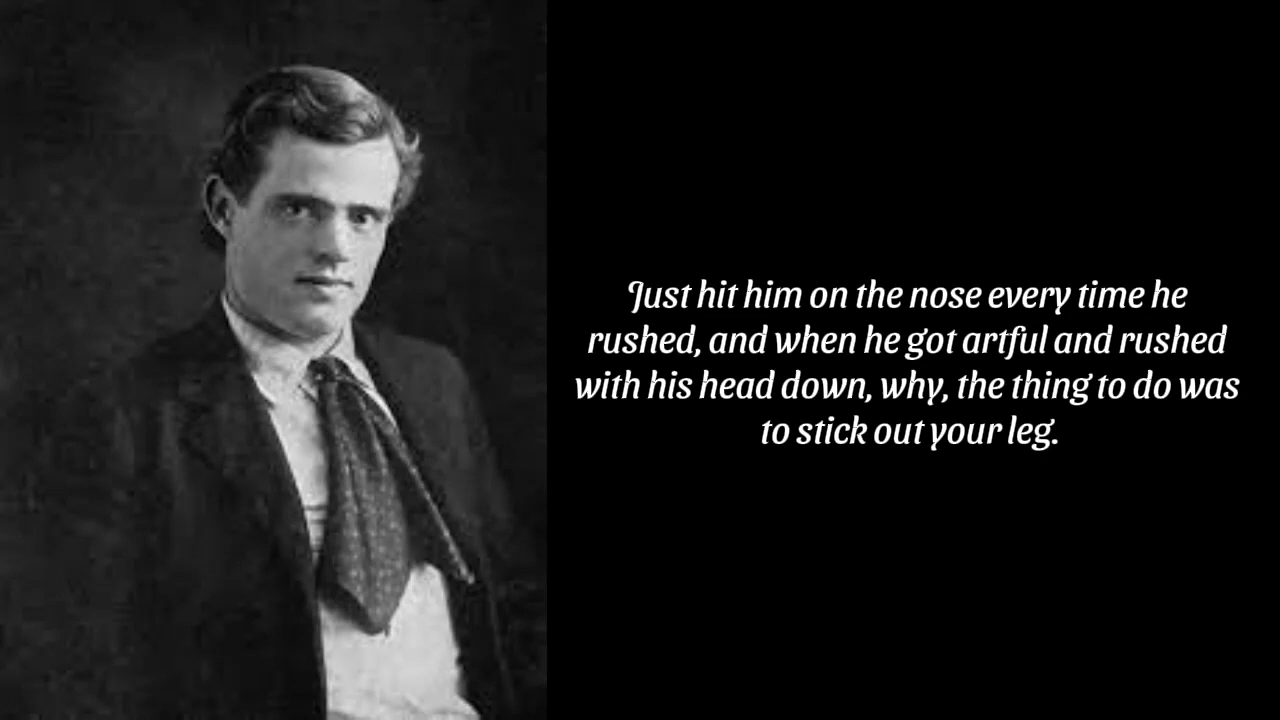 Just hit him on the nose every time he
rushed, and when he got artful and rushed
with his head down, why, the thing to do was
to stick out your leg.